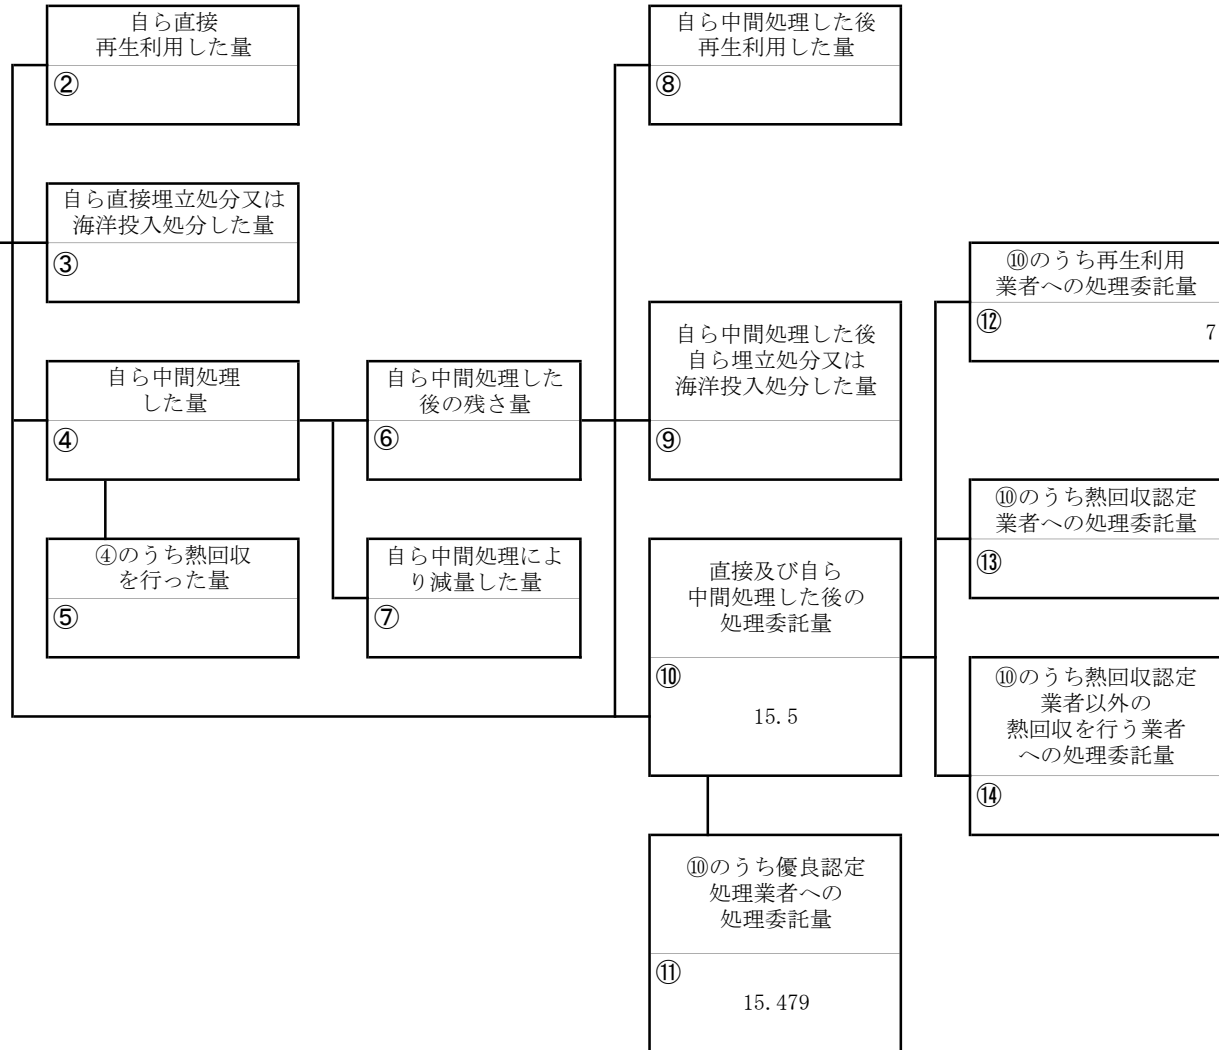 自ら直接
再生利用した量
②
自ら中間処理した後
再生利用した量
⑧
自ら直接埋立処分又は
海洋投入処分した量
③
⑩のうち再生利用
業者への処理委託量
⑫
7
自ら中間処理した後
自ら埋立処分又は
海洋投入処分した量
⑨
自ら中間処理
した量
④
自ら中間処理した
後の残さ量
⑥
⑩のうち熱回収認定
業者への処理委託量
⑬
④のうち熱回収
を行った量
⑤
自ら中間処理によ
り減量した量
⑦
直接及び自ら
中間処理した後の
処理委託量
⑩
15.5
⑩のうち熱回収認定
業者以外の
熱回収を行う業者
への処理委託量
⑭
⑩のうち優良認定
処理業者への
処理委託量
⑪
15.479